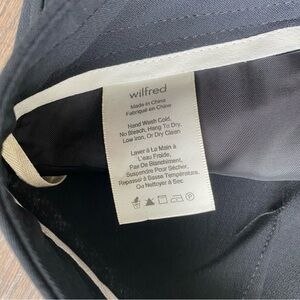 wilfred
Made in China
Fabriqué en Chine
Hand Wash Cold,
No Bleach, Hang To Dry,
Low Iron, Or Dry Clean
Laver à La Main à
L'eau Froide,
Pas De Blanchiment,
Suspendre Pour Sécher,
Repasser à Basse Température,
Ou Nettoyer à Sec.